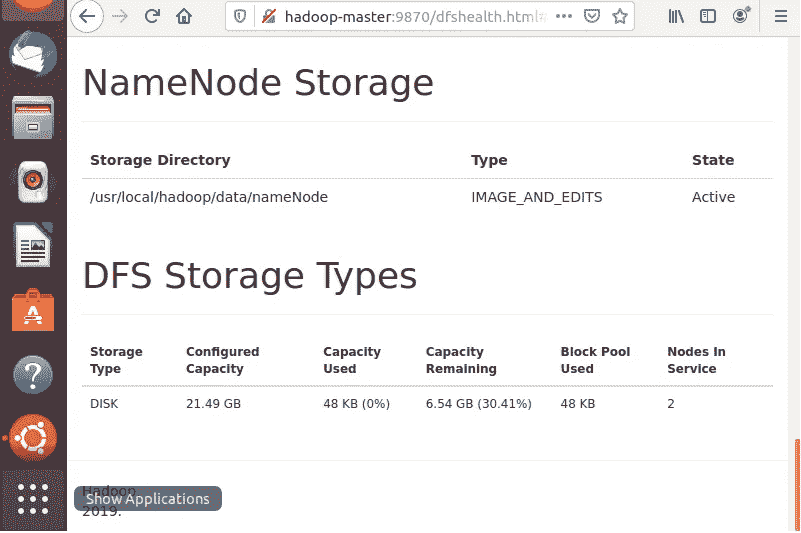 hadoop-master:9870/dfshealth.html#
NameNode Storage
Storage Directory Type State
/usr/local/hadoop/data/nameNode IMAGE_AND_EDITS Active
DFS Storage Types
Storage Type Configured Capacity Capacity Used Capacity Remaining Block Pool Used Nodes In Service
DISK 21.49 GB 48 KB (0%) 6.54 GB (30.41%) 48 KB 2
Hadoop
Show Applications
2019.